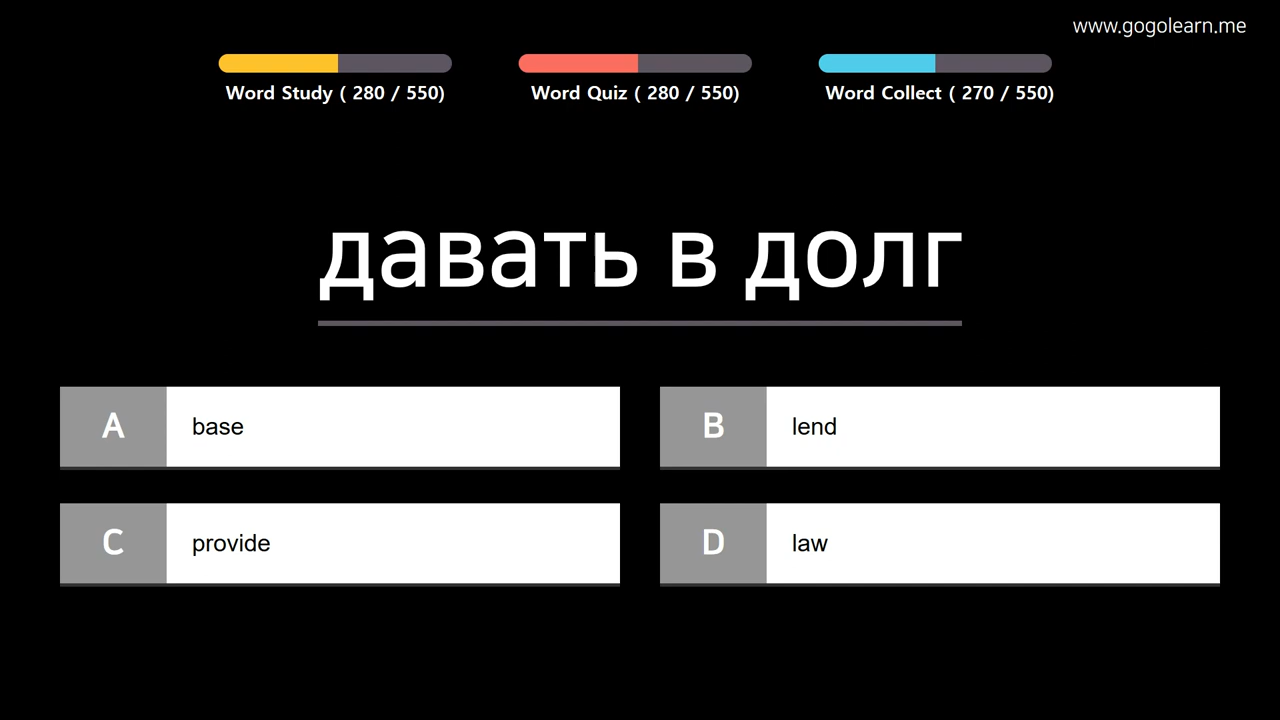 www.gogolearn.me
Word Study ( 280 / 550)
Word Quiz ( 280 / 550)
Word Collect ( 270 / 550)
давать в долг
A base
B lend
C provide
D law